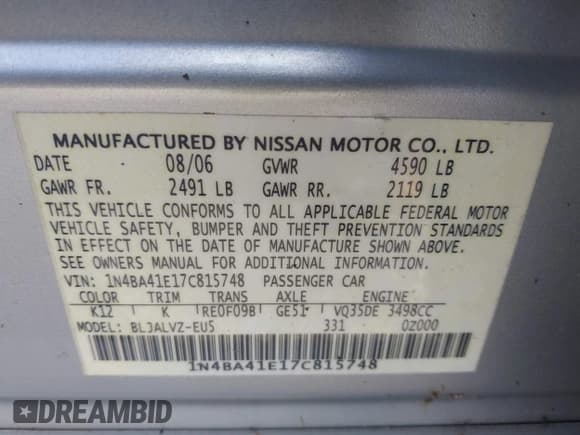 MANUFACTURED BY NISSAN MOTOR CO., LTD.
DATE 08/06 GVWR 4590 LB
GAWR FR. 2491 LB GAWR RR. 2119 LB
THIS VEHICLE CONFORMS TO ALL APPLICABLE FEDERAL MOTOR
VEHICLE SAFETY, BUMPER AND THEFT PREVENTION STANDARDS
IN EFFECT ON THE DATE OF MANUFACTURE SHOWN ABOVE.
SEE OWNERS MANUAL FOR ADDITIONAL INFORMATION.
VIN: 1N4BA41E17C815748 PASSENGER CAR
COLOR TRIM TRANS AXLE ENGINE
K12 K RE0F09B GE51 VQ35DE 3498CC
MODEL: BLJALVZ-EU5 331 0Z000
1N4BA41E17C815748
DREAMBID